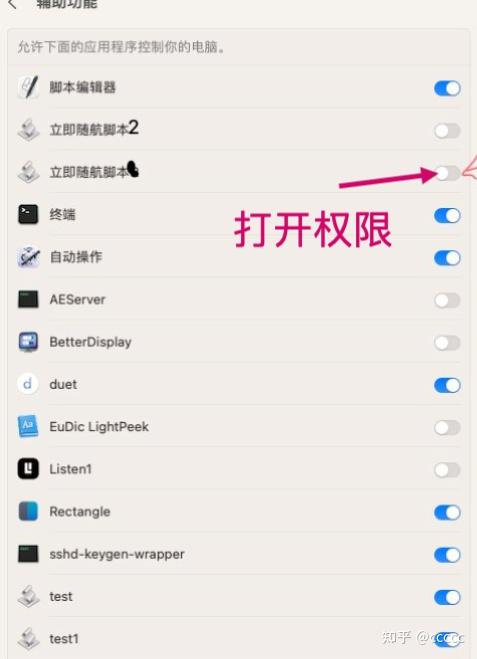 辅助功能
允许下面的应用程序控制你的电脑。
脚本编辑器
立即随航脚本2
立即随航脚本
打开权限
终端
自动操作
AEServer
BetterDisplay
d duet
Aa EuDic LightPeek
Listen1
Rectangle
sshd-keygen-wrapper
test
test1
知乎 @ccccc